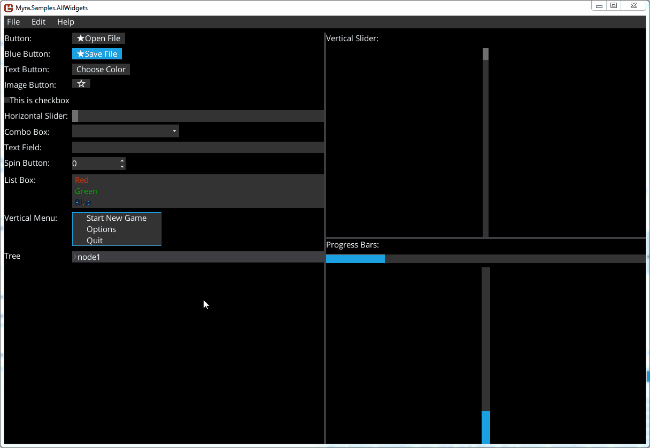 Myra.Samples.AllWidgets
File Edit Help
Button: ★Open File
Blue Button: ★Save File
Text Button: Choose Color
Image Button: ☆
This is checkbox
Horizontal Slider:
Combo Box:
Text Field:
Spin Button: 0
List Box: Red
Green
Vertical Menu: Start New Game
Options
Quit
Tree node1
Vertical Slider:
Progress Bars: